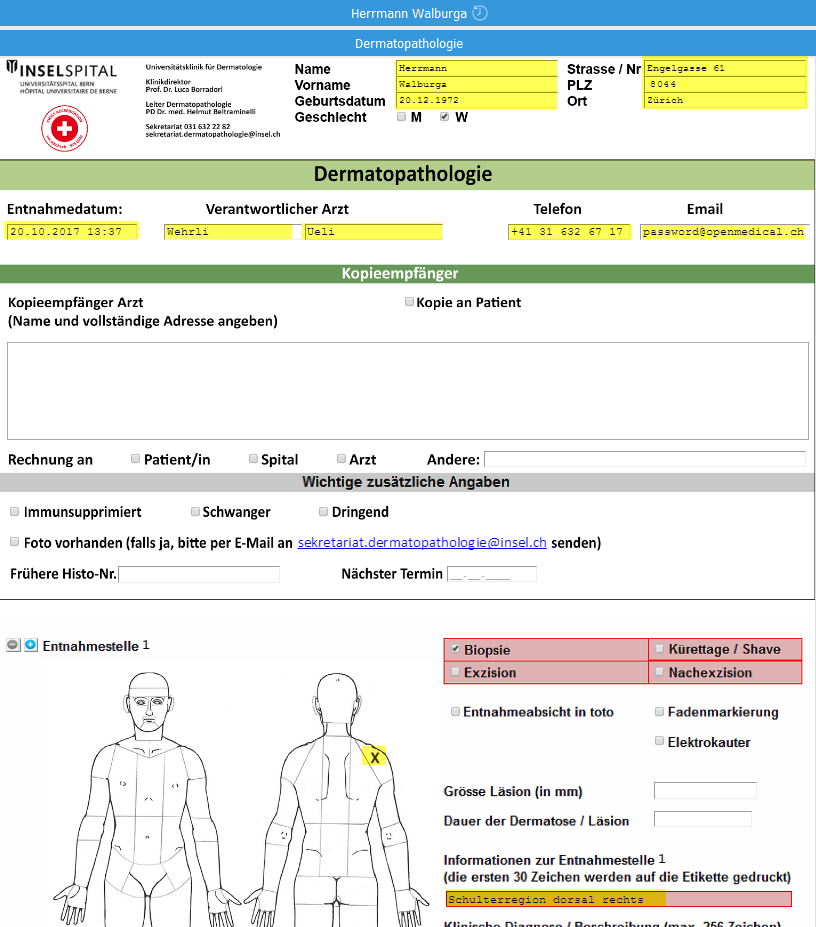 Herrmann Walburga
Dermatopathologie
INSELSPITAL
UNIVERSITÄTSSPITAL BERN
HÔPITAL UNIVERSITAIRE DE BERNE
Universitätsklinik für Dermatologie
Klinikdirektor
Prof. Dr. Luca Borradori
Leiter Dermatopathologie
PD Dr. med. Helmut Beltraminelli
Sekretariat 031 632 22 82
sekretariat.dermatopathologie@insel.ch
Name Herrmann Strasse / Nr Engelgasse 61
Vorname Walburga PLZ 8044
Geburtsdatum 20.12.1972 Ort Zürich
Geschlecht M W
Dermatopathologie
Entnahmedatum: Verantwortlicher Arzt Telefon Email
20.10.2017 13:37 Wehrli Ueli +41 31 632 67 17 password@openmedical.ch
Kopieempfänger
Kopieempfänger Arzt Kopie an Patient
(Name und vollständige Adresse angeben)
Rechnung an Patient/in Spital Arzt Andere:
Wichtige zusätzliche Angaben
Immunsupprimiert Schwanger Dringend
Foto vorhanden (falls ja, bitte per E-Mail an sekretariat.dermatopathologie@insel.ch senden)
Frühere Histo-Nr. Nächster Termin __.__.____
Entnahmestelle 1
Biopsie Kürettage / Shave
Exzision Nachexzision
Entnahmeabsicht in toto Fadenmarkierung
Elektrokauter
X
Grösse Läsion (in mm)
Dauer der Dermatose / Läsion
Informationen zur Entnahmestelle 1
(die ersten 30 Zeichen werden auf die Etikette gedruckt)
Schulterregion dorsal rechts
Klinische Diagnose / Beschreibung (max. 256 Zeichen)